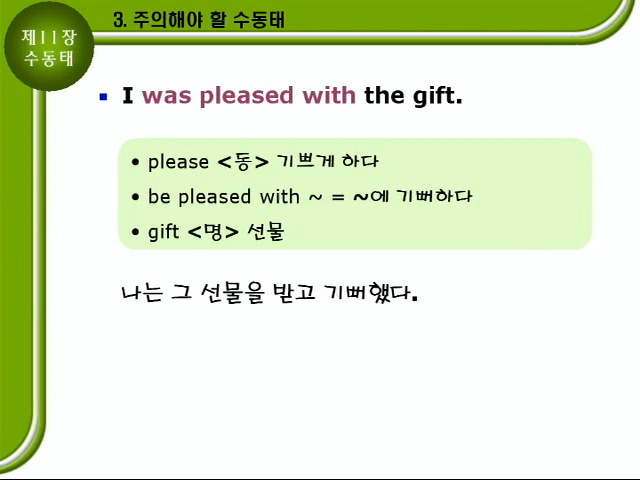 3. 주의해야 할 수동태
제11장
수동태
▪ I was pleased with the gift.
• please <동> 기쁘게 하다
• be pleased with ~ = ~에 기뻐하다
• gift <명> 선물
나는 그 선물을 받고 기뻐했다.